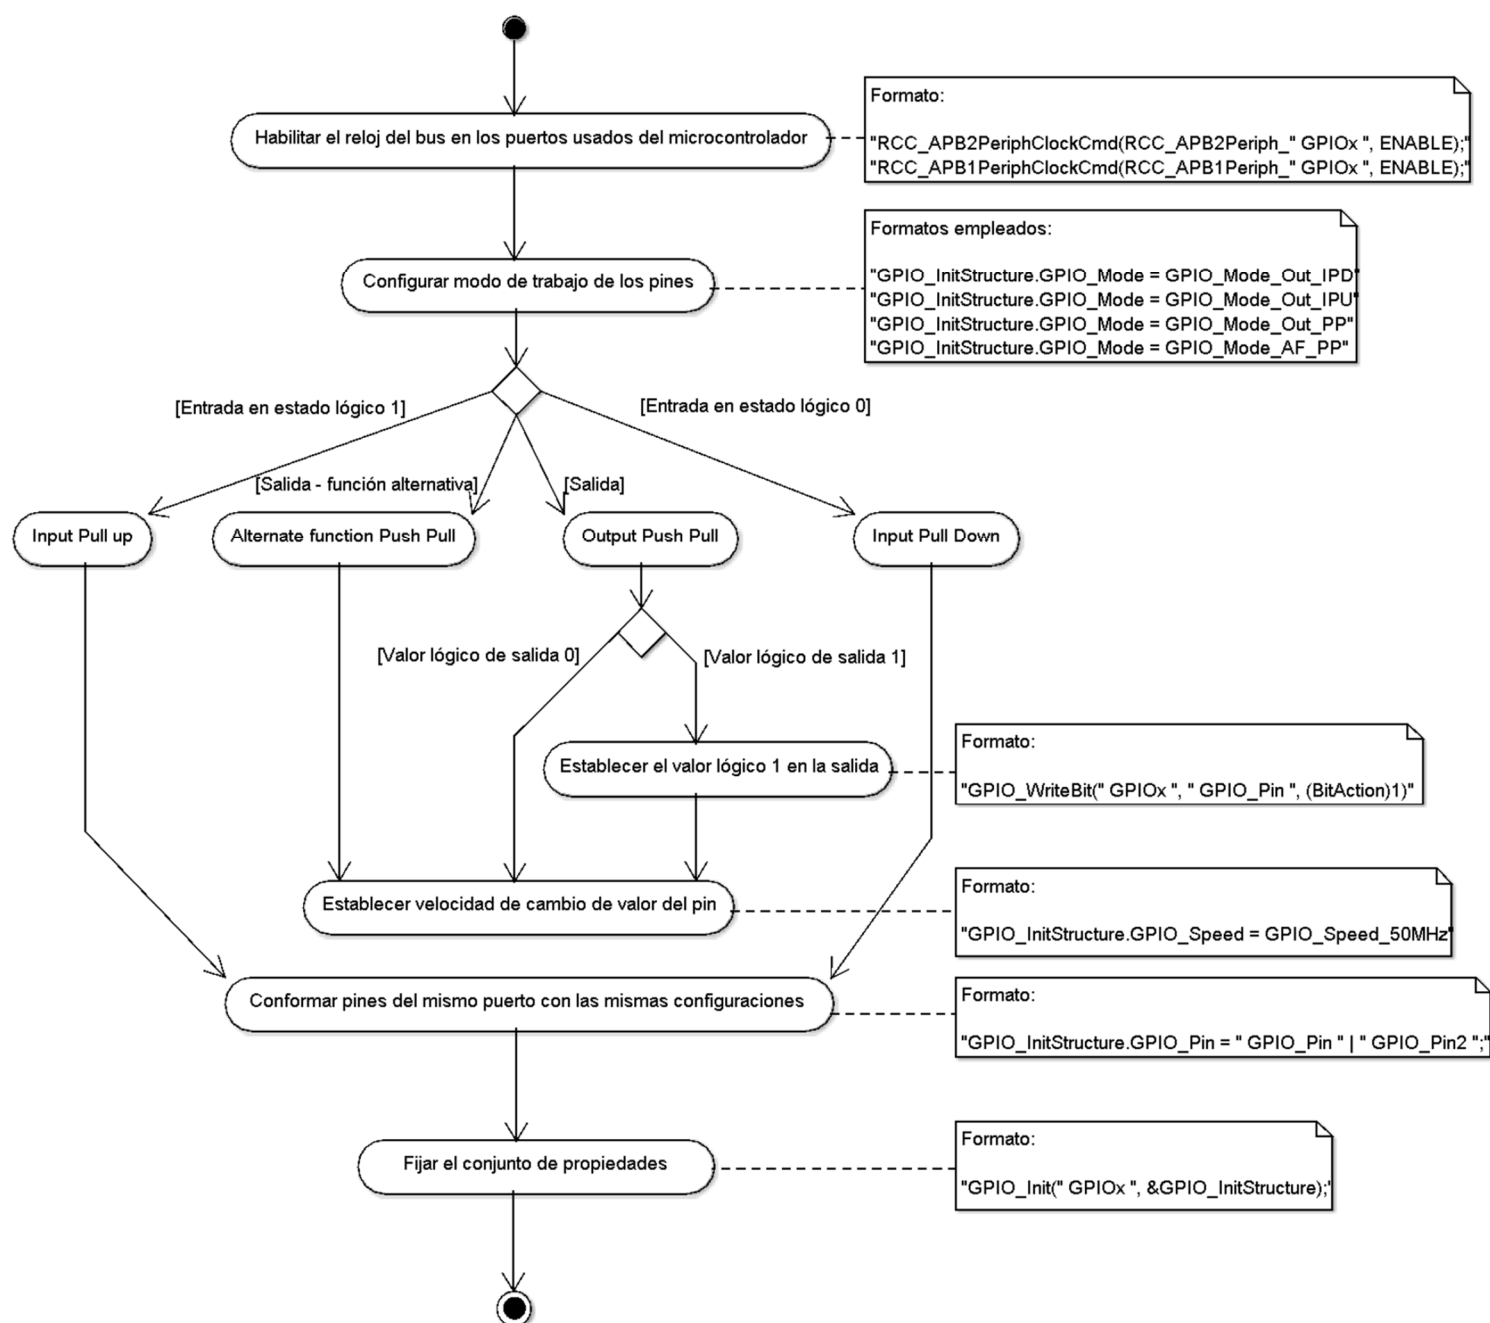 Habilitar el reloj del bus en los puertos usados del microcontrolador
Formato:
"RCC_APB2PeriphClockCmd(RCC_APB2Periph_" GPIOx ", ENABLE);"
"RCC_APB1PeriphClockCmd(RCC_APB1Periph_" GPIOx ", ENABLE);"
Configurar modo de trabajo de los pines
Formatos empleados:
"GPIO_InitStructure.GPIO_Mode = GPIO_Mode_Out_IPD"
"GPIO_InitStructure.GPIO_Mode = GPIO_Mode_Out_IPU"
"GPIO_InitStructure.GPIO_Mode = GPIO_Mode_Out_PP"
"GPIO_InitStructure.GPIO_Mode = GPIO_Mode_AF_PP"
[Entrada en estado lógico 1]
[Entrada en estado lógico 0]
[Salida - función alternativa]
[Salida]
Input Pull up
Alternate function Push Pull
Output Push Pull
Input Pull Down
[Valor lógico de salida 0]
[Valor lógico de salida 1]
Establecer el valor lógico 1 en la salida
Formato:
"GPIO_WriteBit(" GPIOx ", " GPIO_Pin ", (BitAction)1)"
Establecer velocidad de cambio de valor del pin
Formato:
"GPIO_InitStructure.GPIO_Speed = GPIO_Speed_50MHz"
Conformar pines del mismo puerto con las mismas configuraciones
Formato:
"GPIO_InitStructure.GPIO_Pin = " GPIO_Pin " | " GPIO_Pin2 ";"
Fijar el conjunto de propiedades
Formato:
"GPIO_Init(" GPIOx ", &GPIO_InitStructure);"